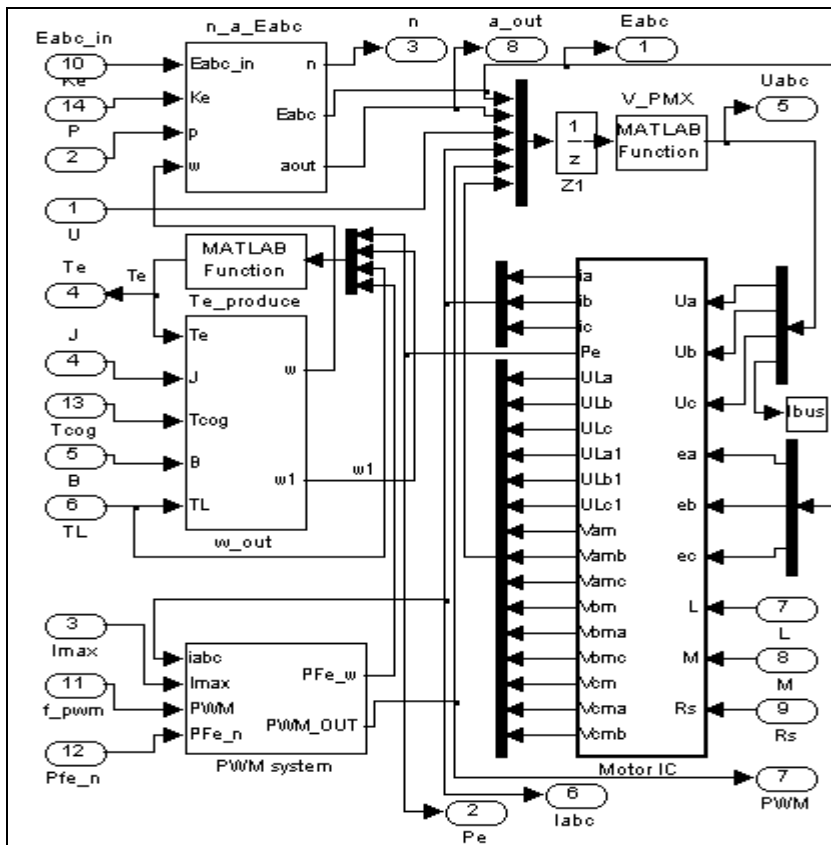 Eabc_in
10
Ke
14
P
2
1
U
n_a_Eabc
Eabc_in
Ke
p
w
n
Eabc
aout
n
3
a_out
8
Eabc
1
1
z
Z1
V_PMX
MATLAB
Function
Uabc
5
Te
4
Te
MATLAB
Function
Te_produce
J
4
13
Tcog
5
B
6
TL
Te
J
Tcog
B
TL
w
w1
w_out
w1
ia
ib
ic
Pe
ULa
ULb
ULc
ULa1
ULb1
ULc1
Vam
Vamb
Vamc
Vbm
Vbma
Vbmc
Vcm
Vcma
Vcmb
Ua
Ub
Uc
ea
eb
ec
L
M
Rs
Motor IC
Ibus
7
L
8
M
9
Rs
3
Imax
11
f_pwm
12
Pfe_n
iabc
Imax
PWM
PFe_n
PFe_w
PWM_OUT
PWM system
2
Pe
6
Iabc
7
PWM